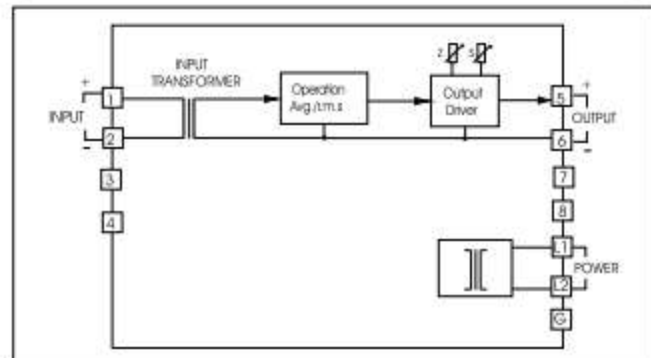 INPUT
TRANSFORMER
Z S
Operation
Avg./r.m.s
Output
Driver
+
1
INPUT
2
-
3
4
+
5
OUTPUT
6
-
7
8
L1
POWER
L2
G